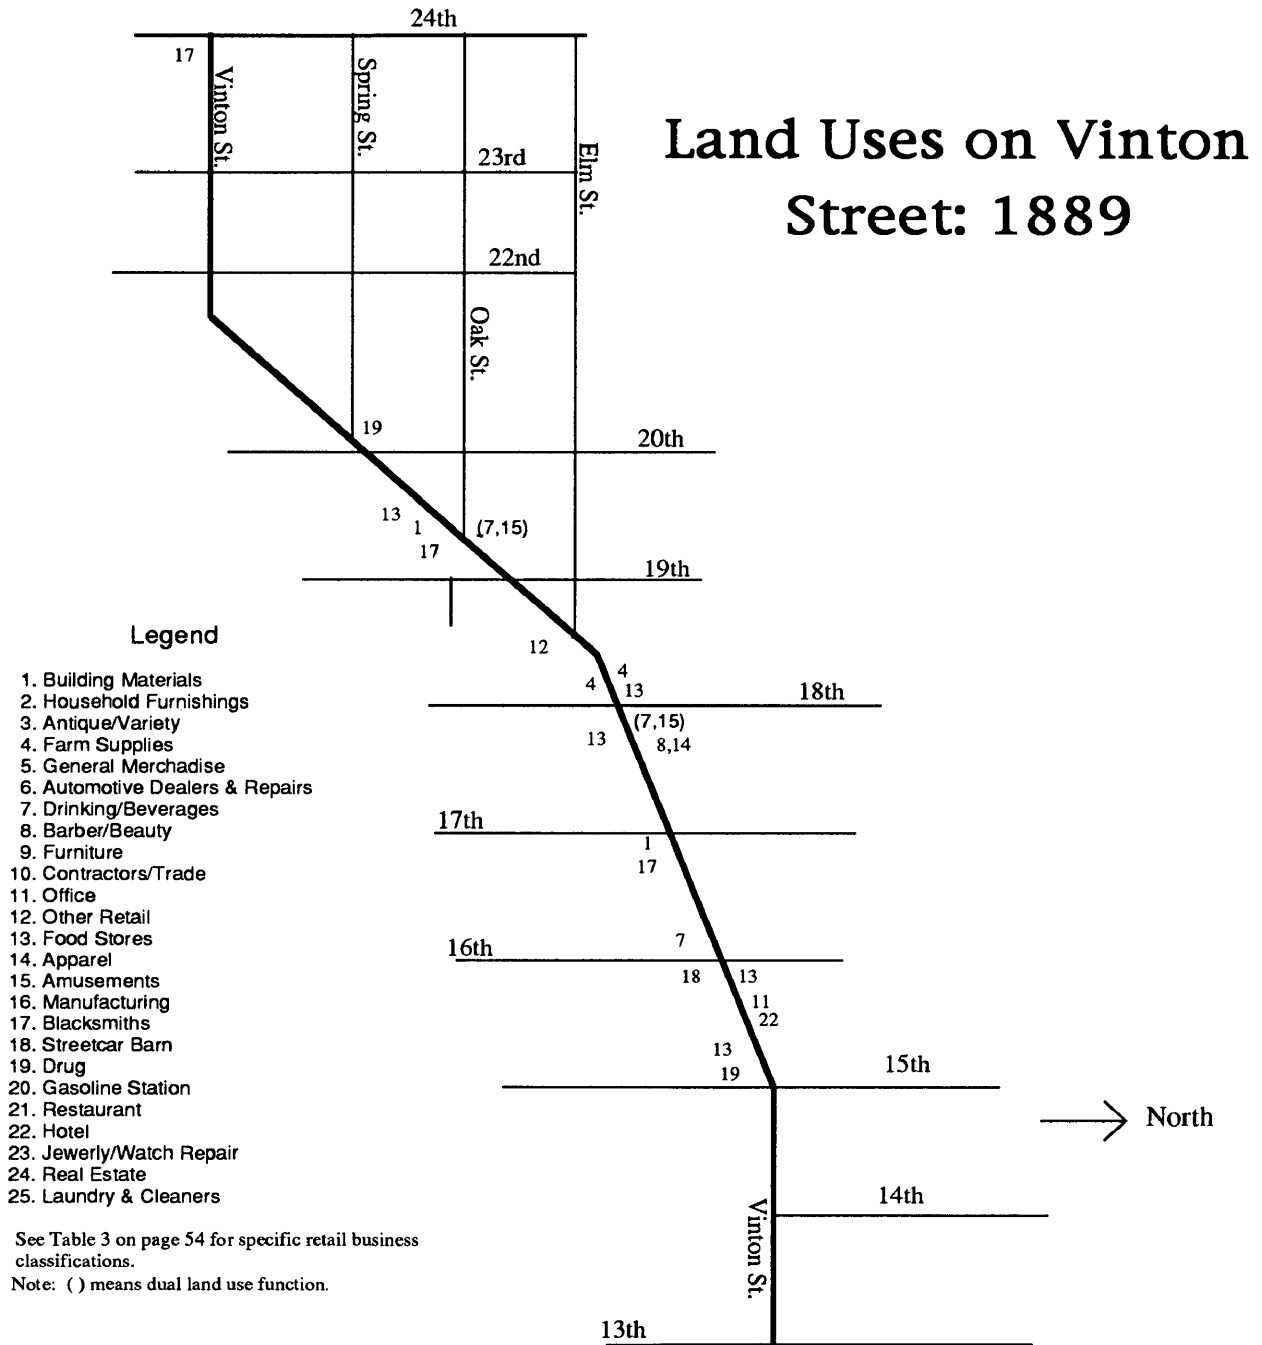 24th
17
Vinton St.
Spring St.
Land Uses on Vinton
Street: 1889
23rd
Elm St.
22nd
Oak St.
19
20th
13
1
(7,15)
17
19th
12
4
4
13
18th
(7,15)
13
8,14
17th
1
17
7
16th
18
13
11
22
13
19
15th
North
14th
Vinton St.
13th
Legend
1. Building Materials
2. Household Furnishings
3. Antique/Variety
4. Farm Supplies
5. General Merchadise
6. Automotive Dealers & Repairs
7. Drinking/Beverages
8. Barber/Beauty
9. Furniture
10. Contractors/Trade
11. Office
12. Other Retail
13. Food Stores
14. Apparel
15. Amusements
16. Manufacturing
17. Blacksmiths
18. Streetcar Barn
19. Drug
20. Gasoline Station
21. Restaurant
22. Hotel
23. Jewerly/Watch Repair
24. Real Estate
25. Laundry & Cleaners
See Table 3 on page 54 for specific retail business
classifications.
Note: ( ) means dual land use function.